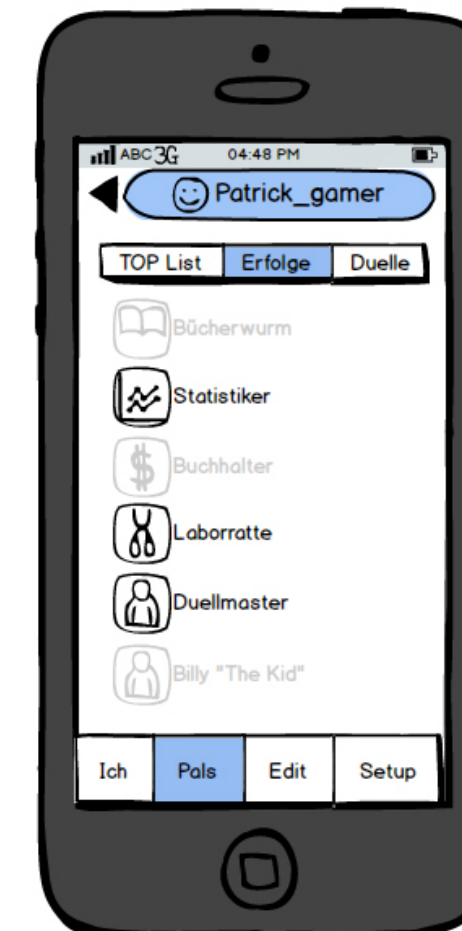 ABC 3G 04:48 PM
Patrick_gamer
TOP List Erfolge Duelle
Bücherwurm
Statistiker
$ Buchhalter
Laborratte
Duellmaster
Billy "The Kid"
Ich Pals Edit Setup